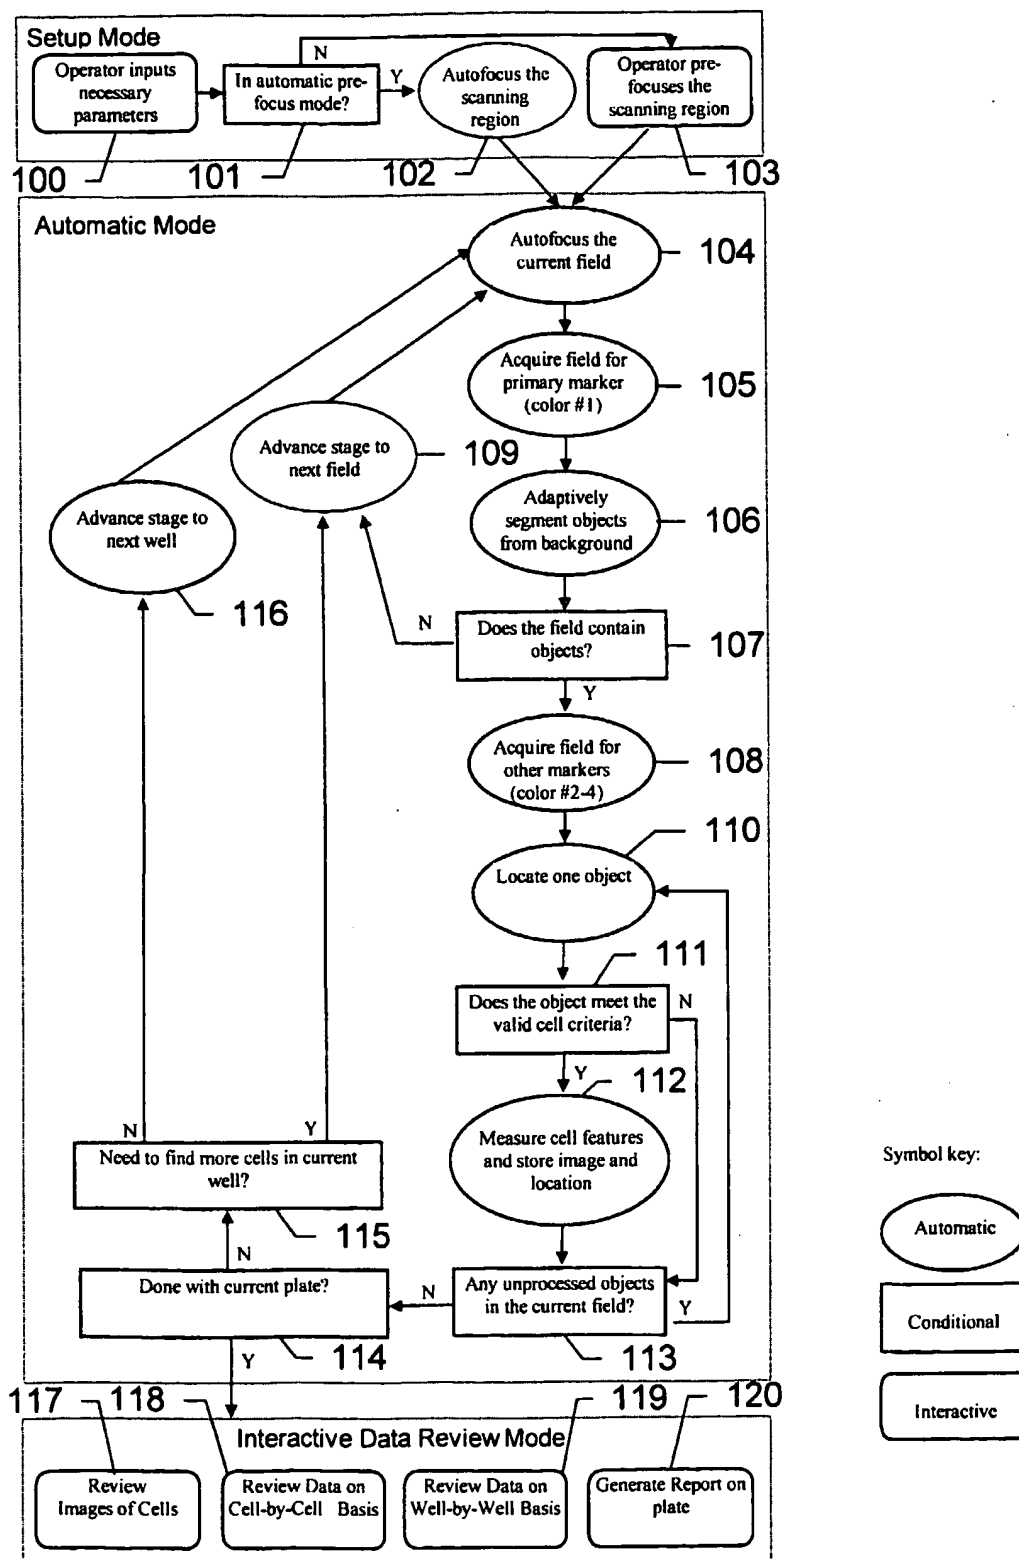 Setup Mode
Operator inputs
necessary
parameters
In automatic pre-
focus mode?
N
Y
Autofocus the
scanning
region
Operator pre-
focuses the
scanning region
100
101
102
103
Automatic Mode
Autofocus the
current field
104
Acquire field for
primary marker
(color #1)
105
Advance stage to
next field
109
Adaptively
segment objects
from background
106
Advance stage to
next well
116
Does the field contain
objects?
107
N
Y
Acquire field for
other markers
(color #2-4)
108
Locate one object
110
111
Does the object meet the
valid cell criteria?
N
Y
112
Measure cell features
and store image and
location
N
Y
Need to find more cells in current
well?
115
N
Done with current plate?
114
N
Any unprocessed objects
in the current field?
Y
113
Y
Symbol key:
Automatic
Conditional
Interactive
117
118
119
120
Interactive Data Review Mode
Review
Images of Cells
Review Data on
Cell-by-Cell Basis
Review Data on
Well-by-Well Basis
Generate Report on
plate